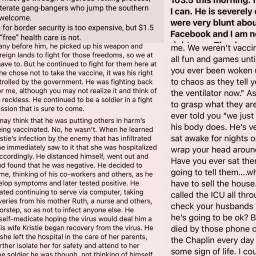 terate gang-bangers who jump the southern
welcome.
for border security is too expensive, but $1.5
"free" health care is not.
any before him, he picked up his weapon and
reign lands to fight for those freedoms, so we at
ave to. But he continued to fight for them here at
he chose not to take the vaccine, it was his right
trolled by the government. He was fighting back
r me, although you may not realize it and think of
reckless. He continued to be a soldier in a fight
ssion that is sure to come.
may think that he was putting others in harm's
eing vaccinated. No, he wasn't. When he learned
stie's infection by the enemy that has infiltrated
he immediately saw to it that she was hospitalized
accordingly. He distanced himself, went out and
d found that he was negative. He decided to
me, thinking of his co-workers and others, as he
elop symptoms and later tested positive. He
ated continuing to serve via computer, taking
veries from his mother Ruth, a nurse and others,
orstep, so as not to infect anyone else. He
self-medicate hoping the virus would deal him a
is wife Kristie began recovery from the virus. He
she left the hospital in the care of her parents,
rther isolate her for safety and attend to her
e soldier he was though, not thinking of himself
103.5 this morning.
I can. He is severely
were very blunt abou
Facebook and I am n
me. We weren't vaccin
all fun and games until
you ever been woken
to chaos as they tell yo
the ventilator now." As
to grasp what they are
ever told you "we just
his body does. He's ve
sat awake for nights o
wrap your head aroun
Have you ever sat the
going to tell them....wh
have to sell the house.
called the ICU all throu
check your husbands
he's going to be ok? B
died by those phone c
the Chaplin every day
some sign of life. I cou